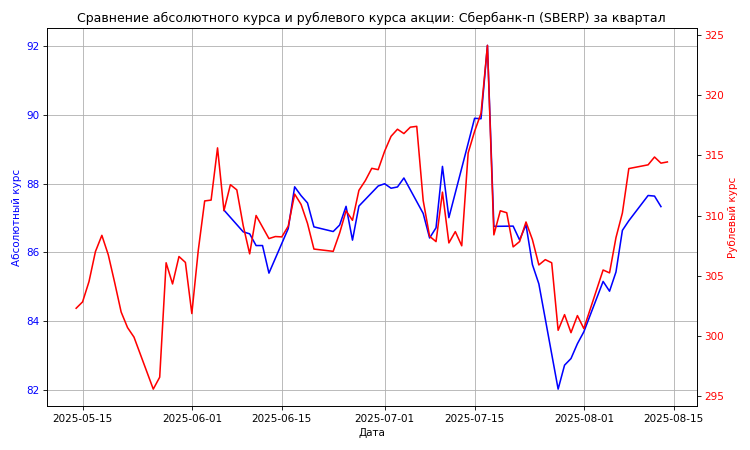 Сравнение абсолютного курса и рублевого курса акции: Сбербанк-п (SBERP) за квартал
Абсолютный курс
92
90
88
86
84
82
325
320
315
310
305
300
295
Рублевый курс
2025-05-15 2025-06-01 2025-06-15 2025-07-01 2025-07-15 2025-08-01 2025-08-15
Дата